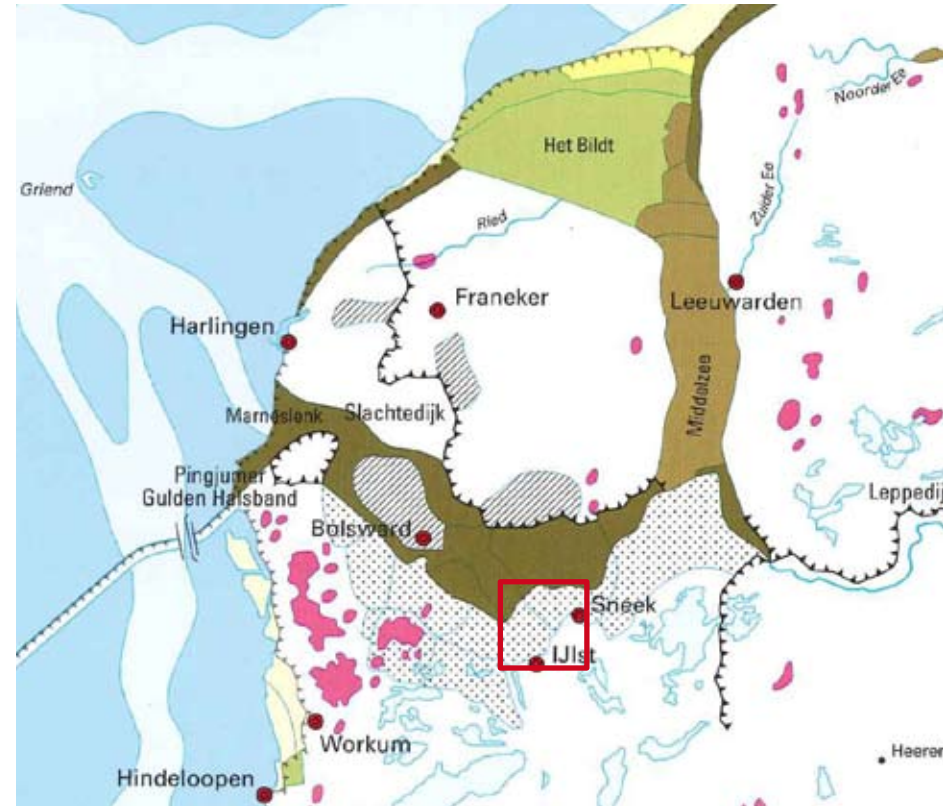 Noorder Ee
Het Bildt
Griend
Zuider Ee
Ried
Franeker
Leeuwarden
Harlingen
Middelzee
Marneslenk
Slachtedijk
Pingjumer
Gulden Halsband
Leppedij
Bolsward
Sneek
IJlst
Workum
Heeren
Hindeloopen